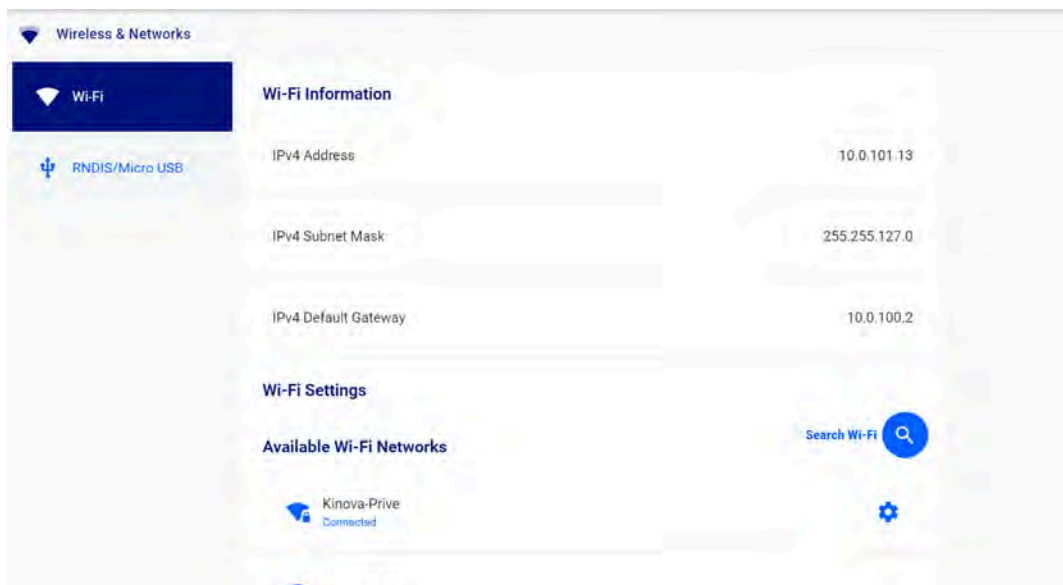 Wireless & Networks
Wi-Fi
RNDIS/Micro USB
Wi-Fi Information
IPv4 Address 10.0.101.13
IPv4 Subnet Mask 255.255.127.0
IPv4 Default Gateway 10.0.100.2
Wi-Fi Settings
Available Wi-Fi Networks
Search Wi-Fi
Kinova-Prive
Connected